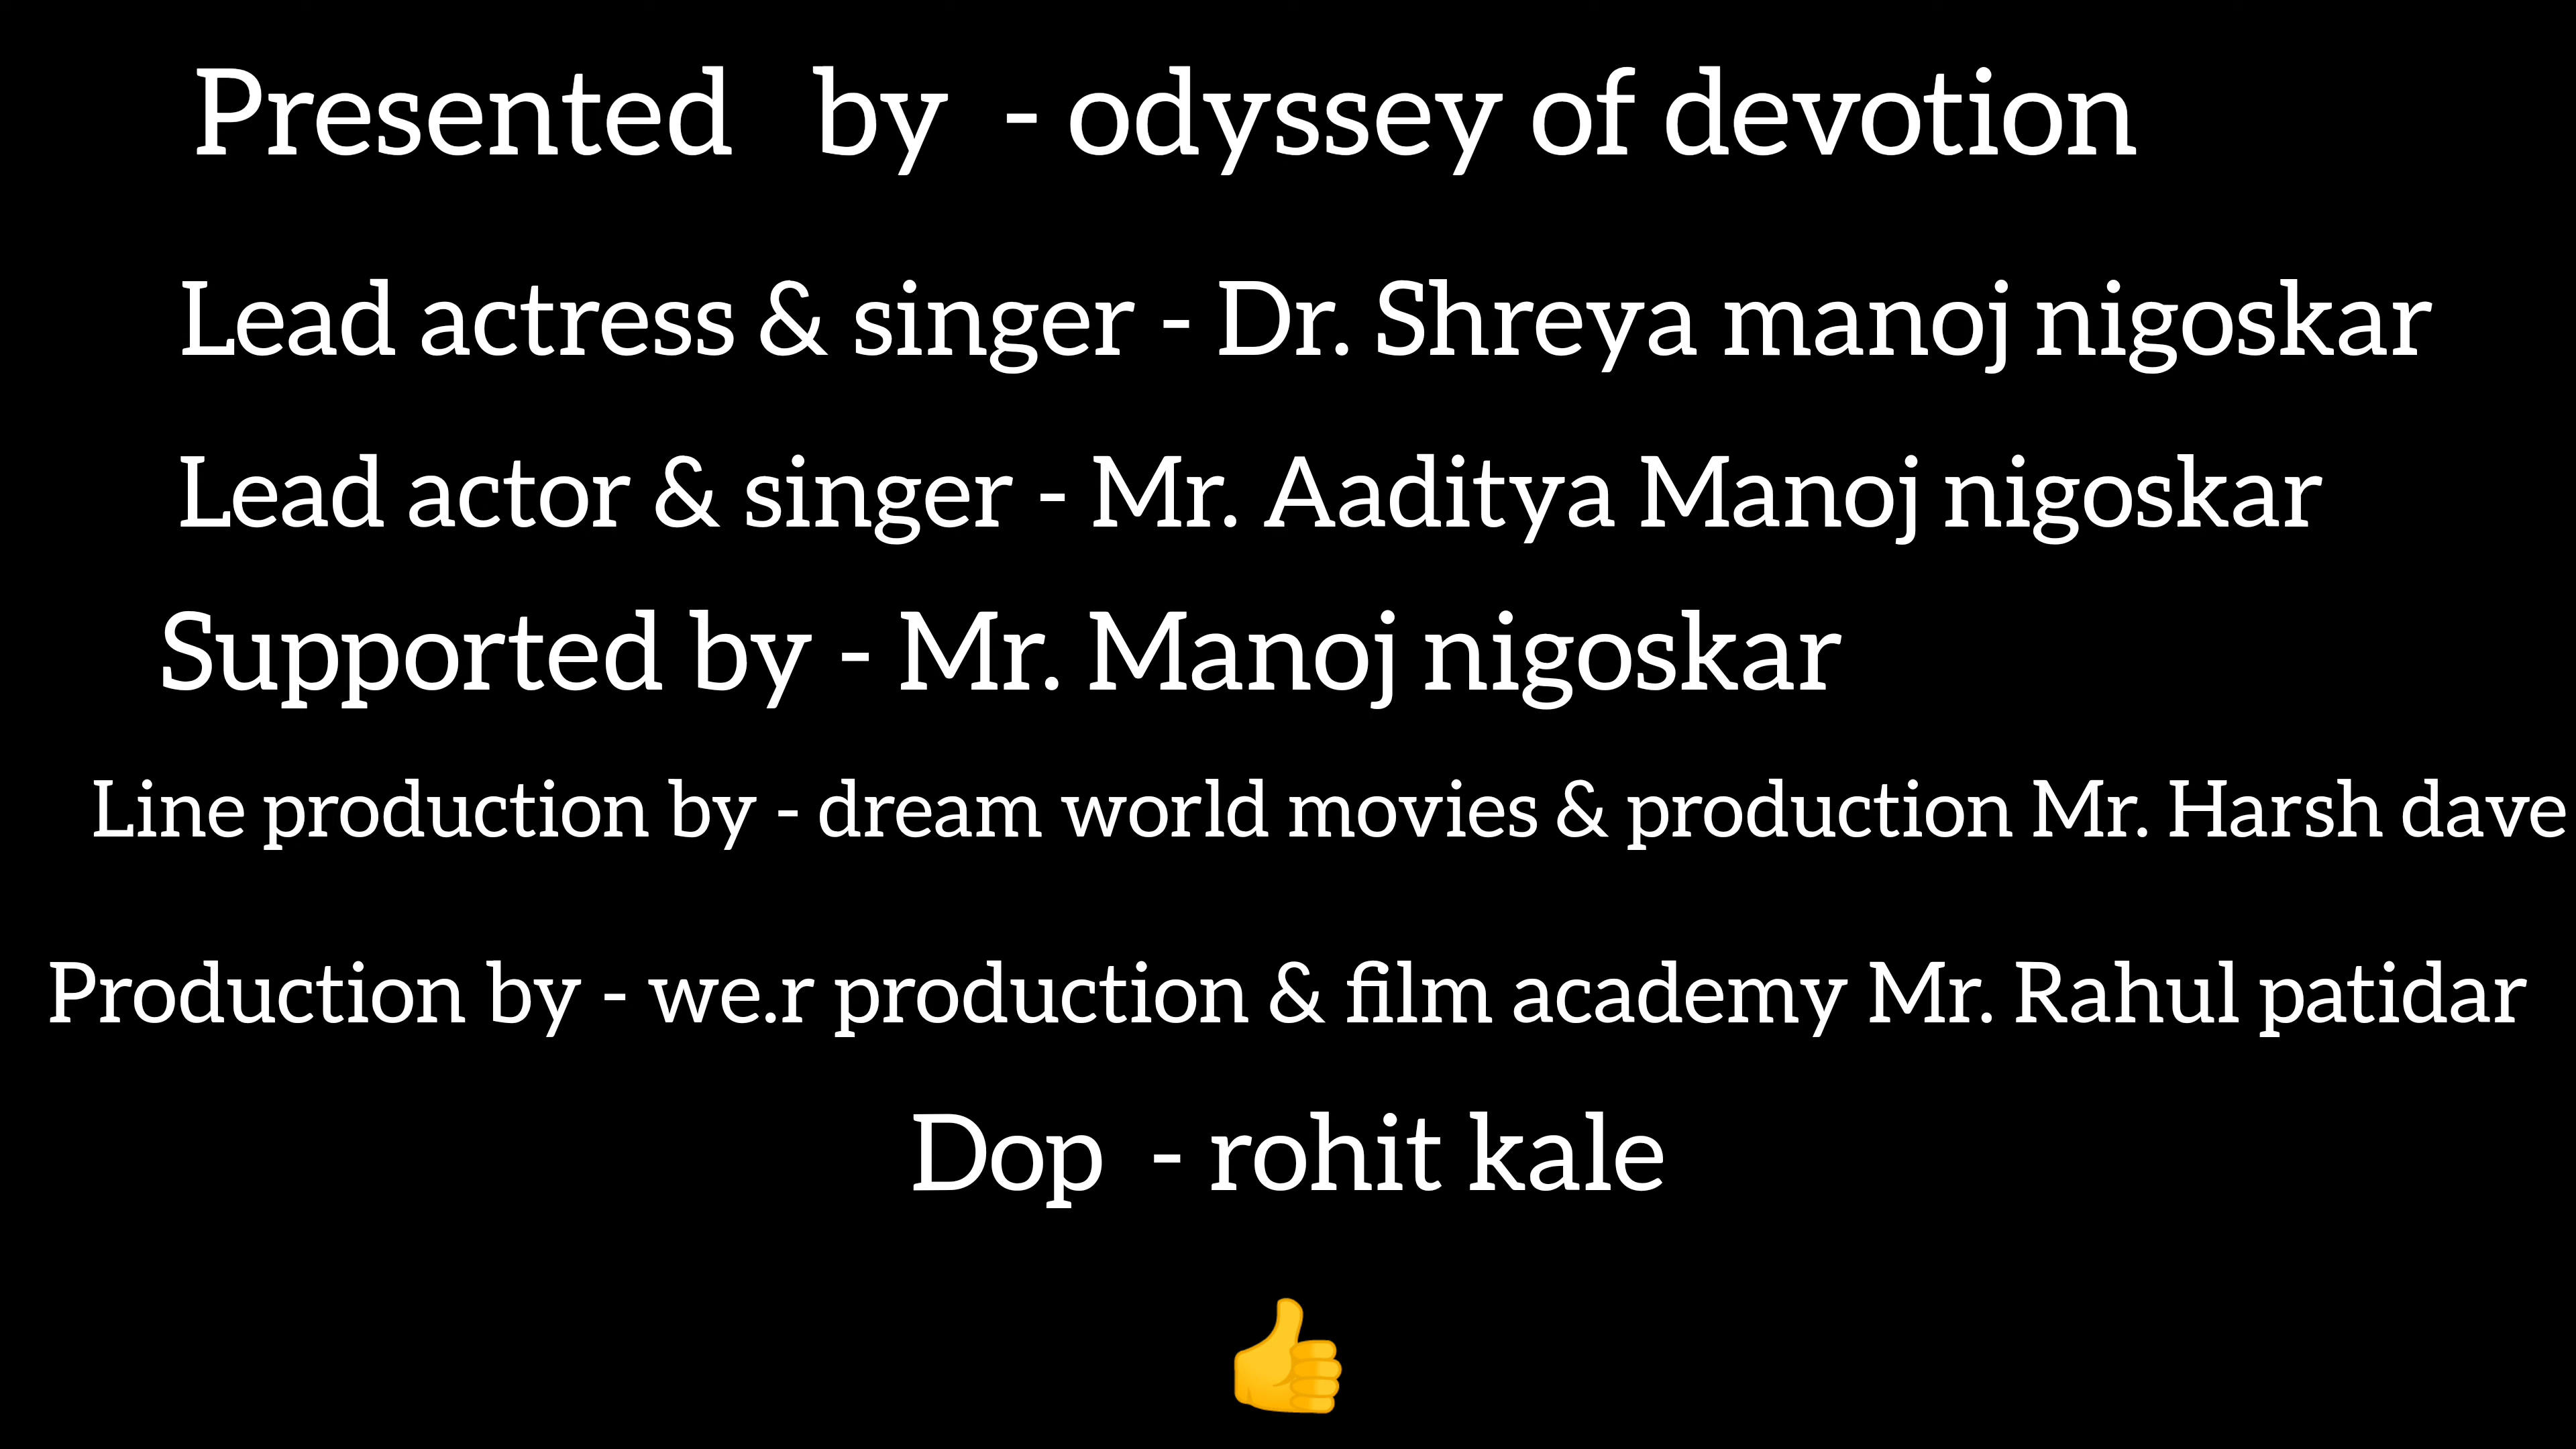 Presented by - odyssey of devotion
Lead actress & singer - Dr. Shreya manoj nigoskar
Lead actor & singer - Mr. Aaditya Manoj nigoskar
Supported by - Mr. Manoj nigoskar
Line production by - dream world movies & production Mr. Harsh dave
Production by - we.r production & film academy Mr. Rahul patidar
Dop - rohit kale
👍